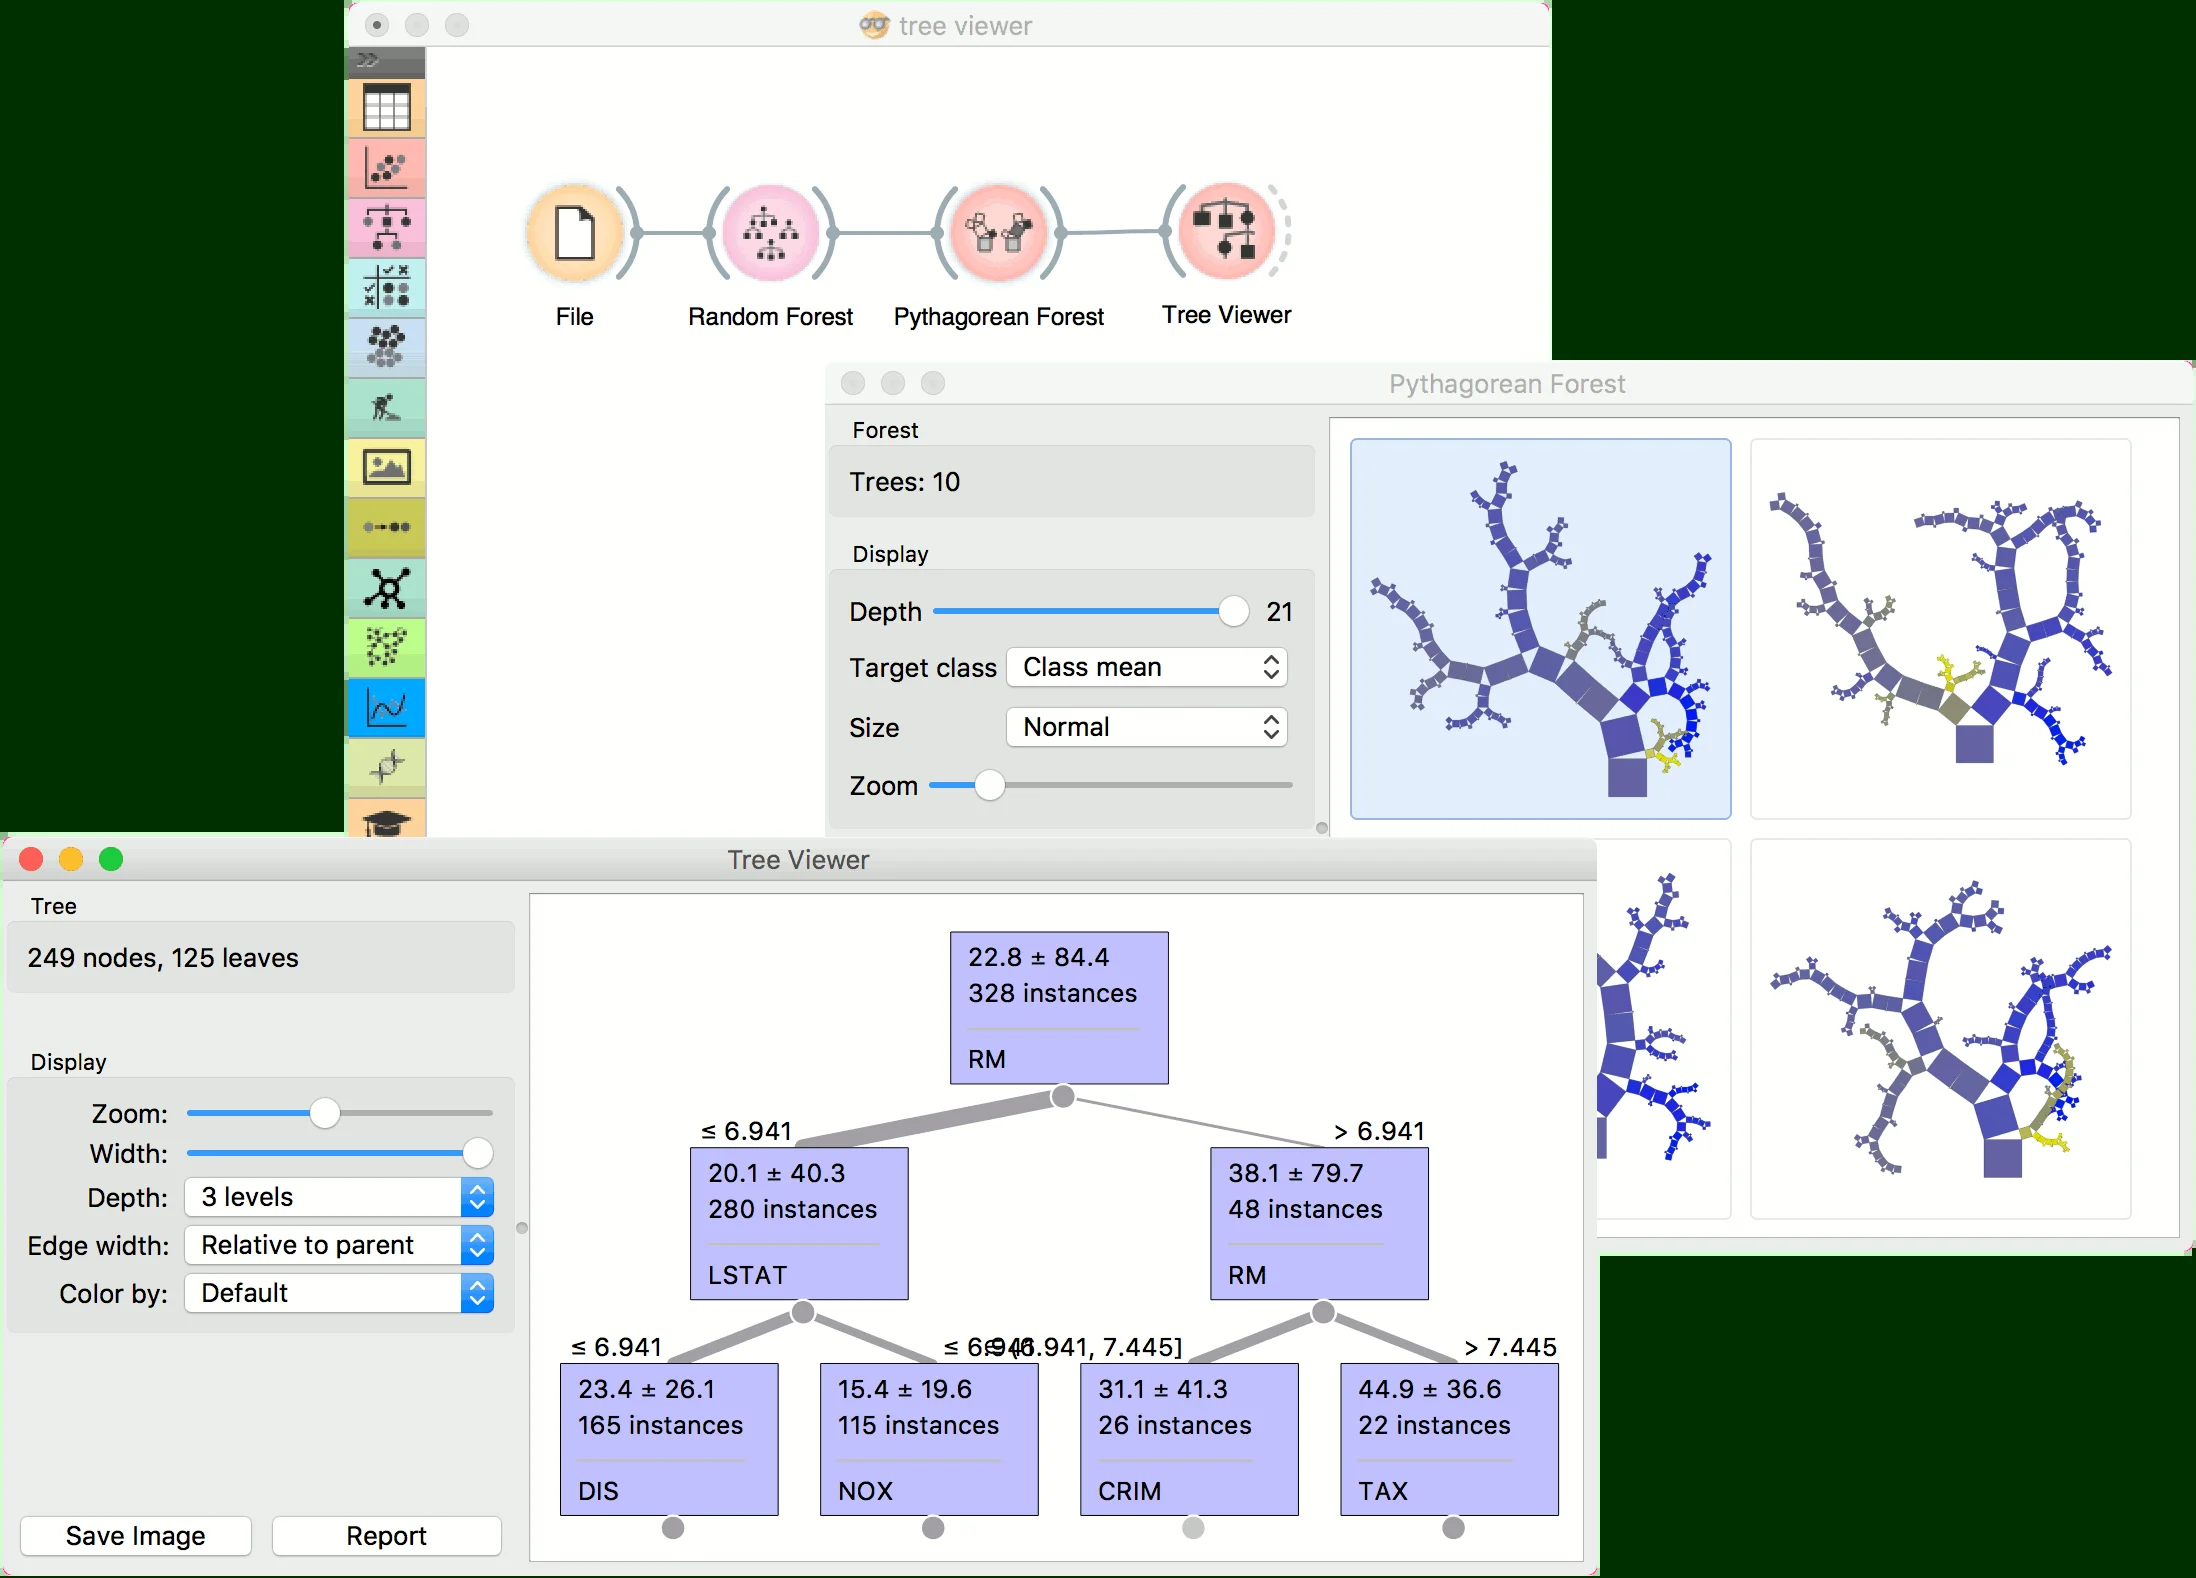 tree viewer
File
Random Forest
Pythagorean Forest
Tree Viewer
Pythagorean Forest
Forest
Trees: 10
Display
Depth 21
Target class Class mean
Size Normal
Zoom
Tree Viewer
Tree
249 nodes, 125 leaves
Display
Zoom:
Width:
Depth: 3 levels
Edge width: Relative to parent
Color by: Default
Save Image
Report
22.8 ± 84.4
328 instances
RM
≤ 6.941
> 6.941
20.1 ± 40.3
280 instances
LSTAT
38.1 ± 79.7
48 instances
RM
≤ 6.941
≤ 6.941
∈ (6.941, 7.445]
> 7.445
23.4 ± 26.1
165 instances
DIS
15.4 ± 19.6
115 instances
NOX
31.1 ± 41.3
26 instances
CRIM
44.9 ± 36.6
22 instances
TAX